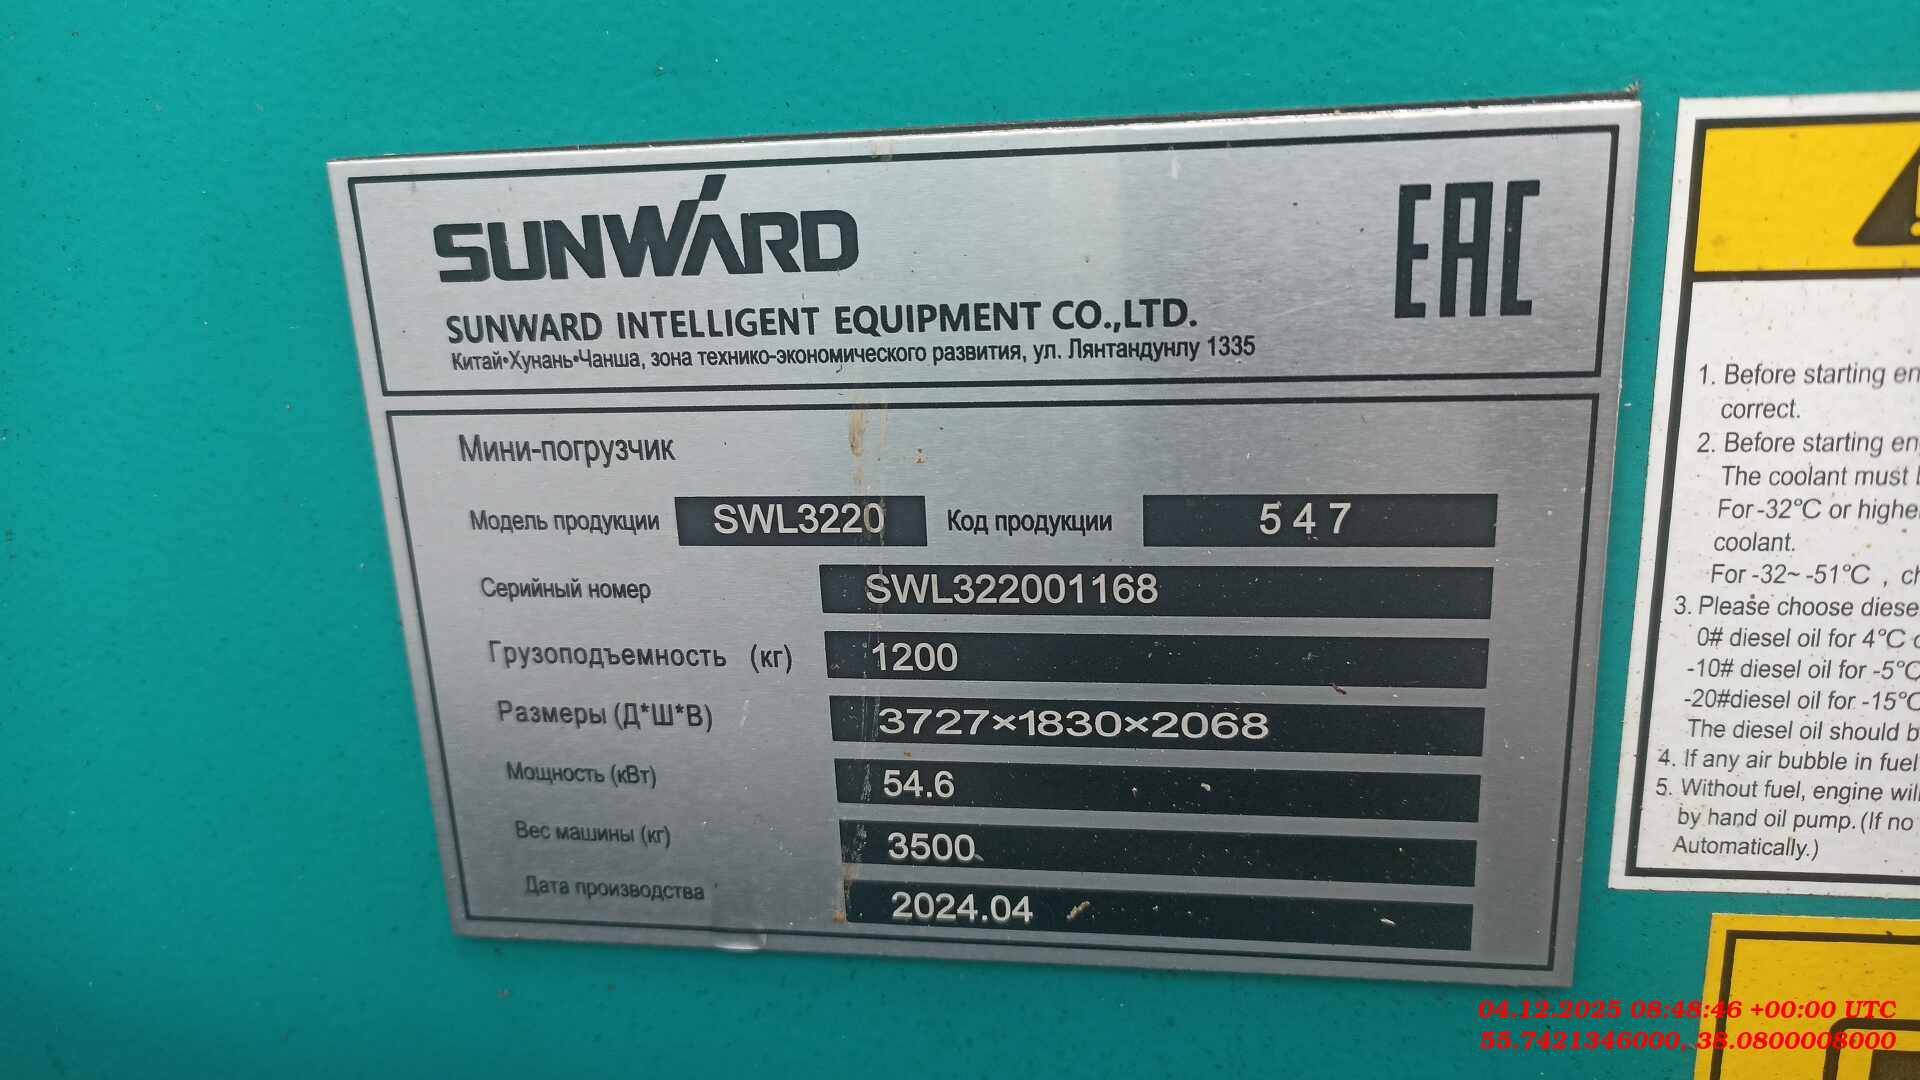 SUNWARD
EAC
SUNWARD INTELLIGENT EQUIPMENT CO.,LTD.
Китай•Хунань•Чанша, зона технико-экономического развития, ул. Лянтандунлу 1335
Мини-погрузчик
Модель продукции SWL3220 Код продукции 547
Серийный номер SWL322001168
Грузоподъемность (кг) 1200
Размеры (Д*Ш*В) 3727×1830×2068
Мощность (кВт) 54.6
Вес машины (кг) 3500
Дата производства 2024.04
1. Before starting
correct.
2. Before starting
The coolant must
For-32°C or
coolant.
For -32~ -51°C ,
3. Please choose
0# diesel oil for 4°C
-10# diesel oil for -5°C
-20#diesel oil for -15°C
The diesel oil should
4. If any air bubble in fuel
5. Without fuel, engine
by hand oil pump.(If no
Automatically.)
04.12.2025 08:48:46 +00:00 UTC
55.7421346000, 38.0800008000